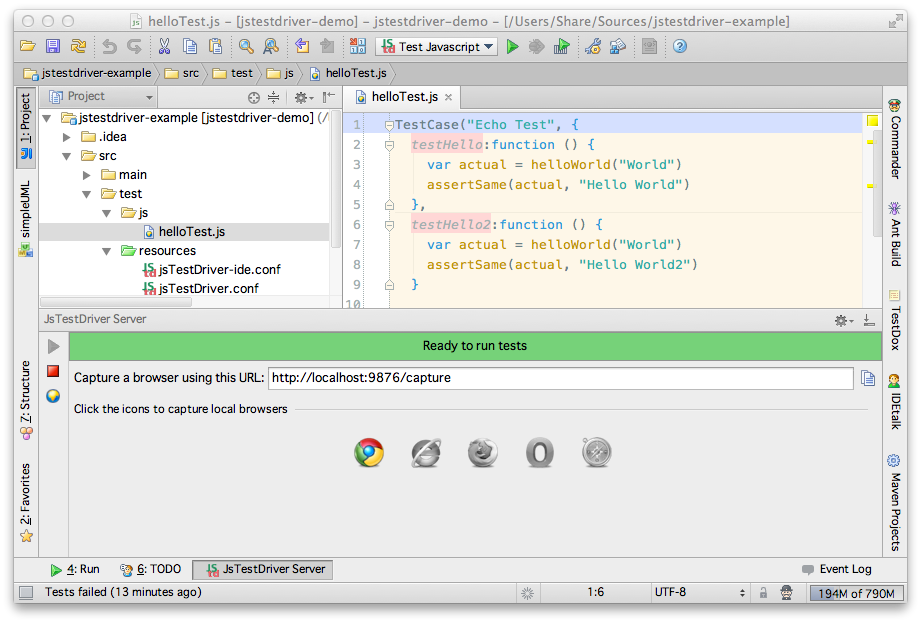 helloTest.js – [jstestdriver-demo] – jstestdriver-demo – [/Users/Share/Sources/jstestdriver-example]
Test Javascript
jstestdriver-example src test js helloTest.js
1: Project
simpleUML
Z: Structure
2: Favorites
Project
jstestdriver-example [jstestdriver-demo] (/
.idea
src
main
test
js
helloTest.js
resources
jsTestDriver-ide.conf
jsTestDriver.conf
helloTest.js
1 TestCase("Echo Test", {
2 testHello:function () {
3 var actual = helloWorld("World")
4 assertSame(actual, "Hello World")
5 },
6 testHello2:function () {
7 var actual = helloWorld("World")
8 assertSame(actual, "Hello World2")
9 }
10
Commander
Ant Build
TestDox
IDEtalk
Maven Projects
JsTestDriver Server
Ready to run tests
Capture a browser using this URL: http://localhost:9876/capture
Click the icons to capture local browsers
4: Run 6: TODO JsTestDriver Server Event Log
Tests failed (13 minutes ago) 1:6 UTF-8 194M of 790M